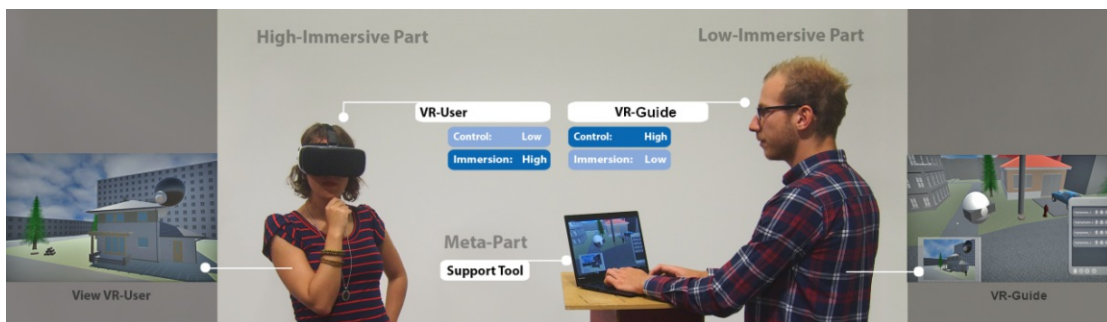 High-Immersive Part
Low-Immersive Part
VR-User
Control: Low
Immersion: High
VR-Guide
Control: High
Immersion: Low
Meta-Part
Support Tool
View VR-User
VR-Guide